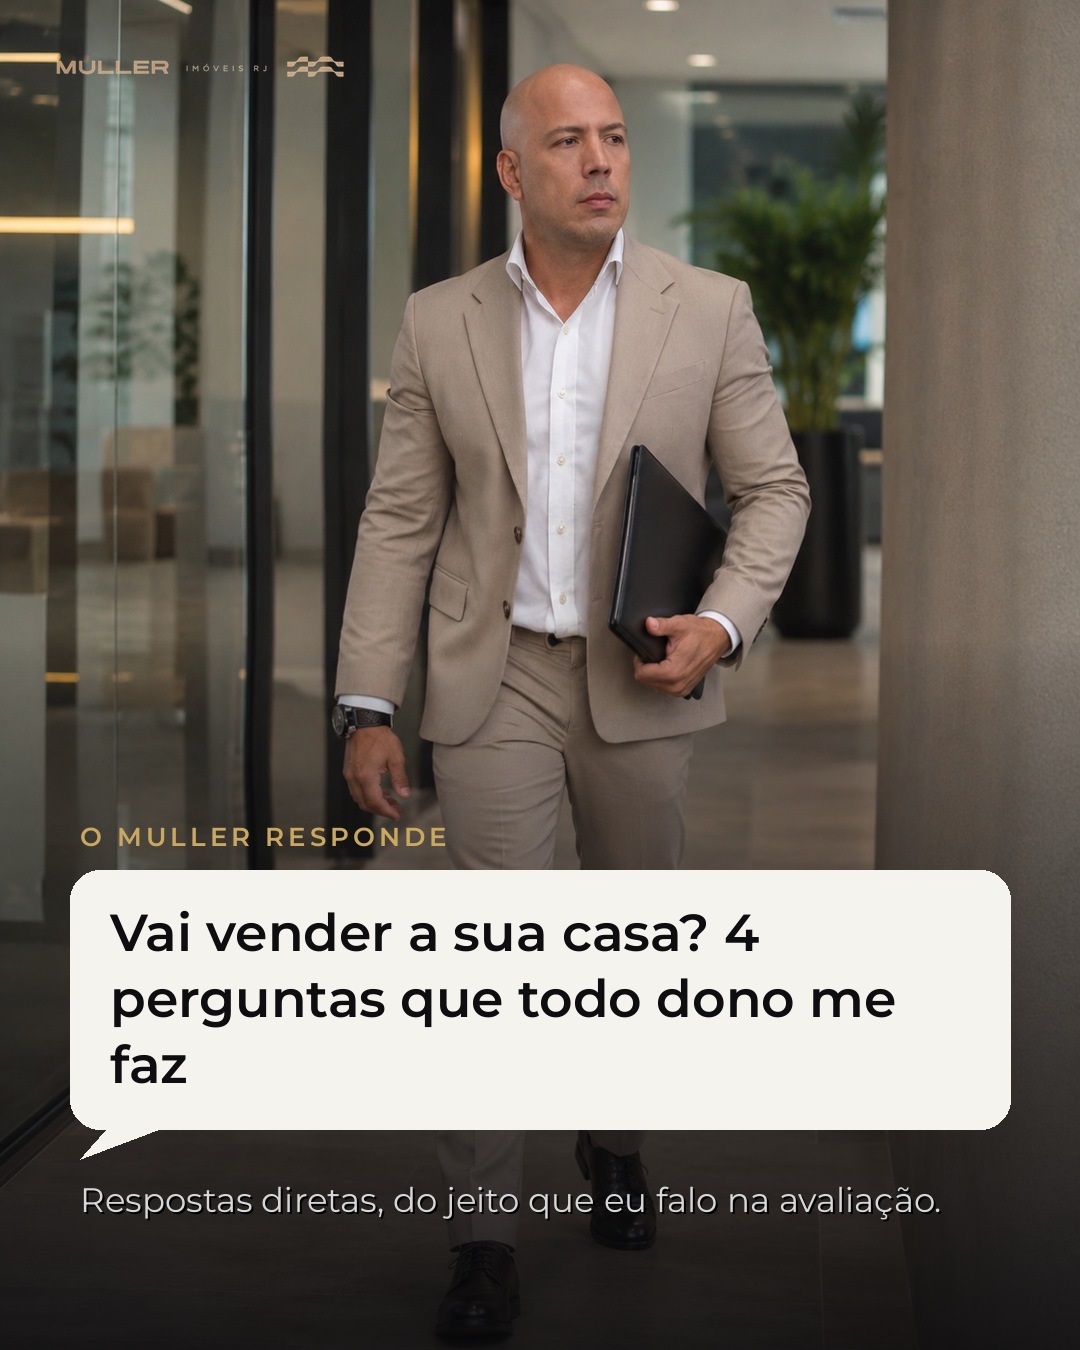 MULLER IMÓVEIS RJ
O MULLER RESPONDE
Vai vender a sua casa? 4
perguntas que todo dono me
faz
Respostas diretas, do jeito que eu falo na avaliação.